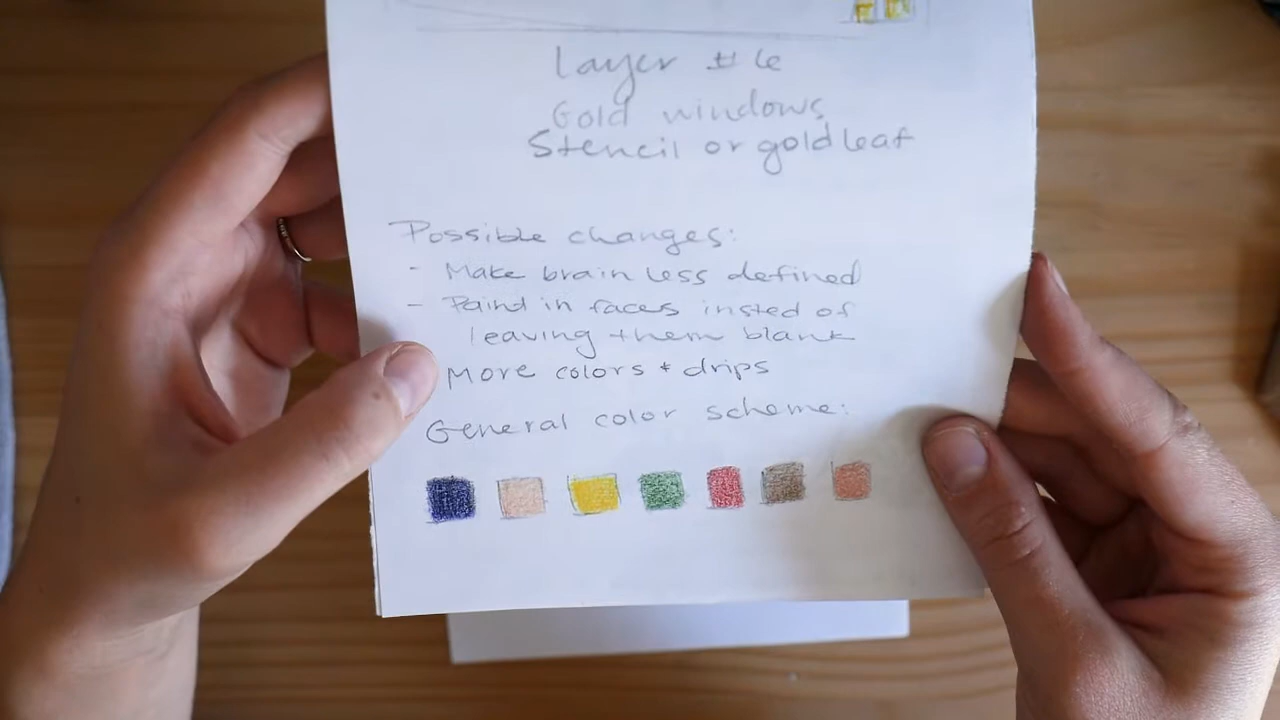 Layer #6
Gold windows
Stencil or gold leaf
Possible changes:
- Make brain less defined
- Paind in faces insted of
leaving them blank
More colors & drips
General color scheme: